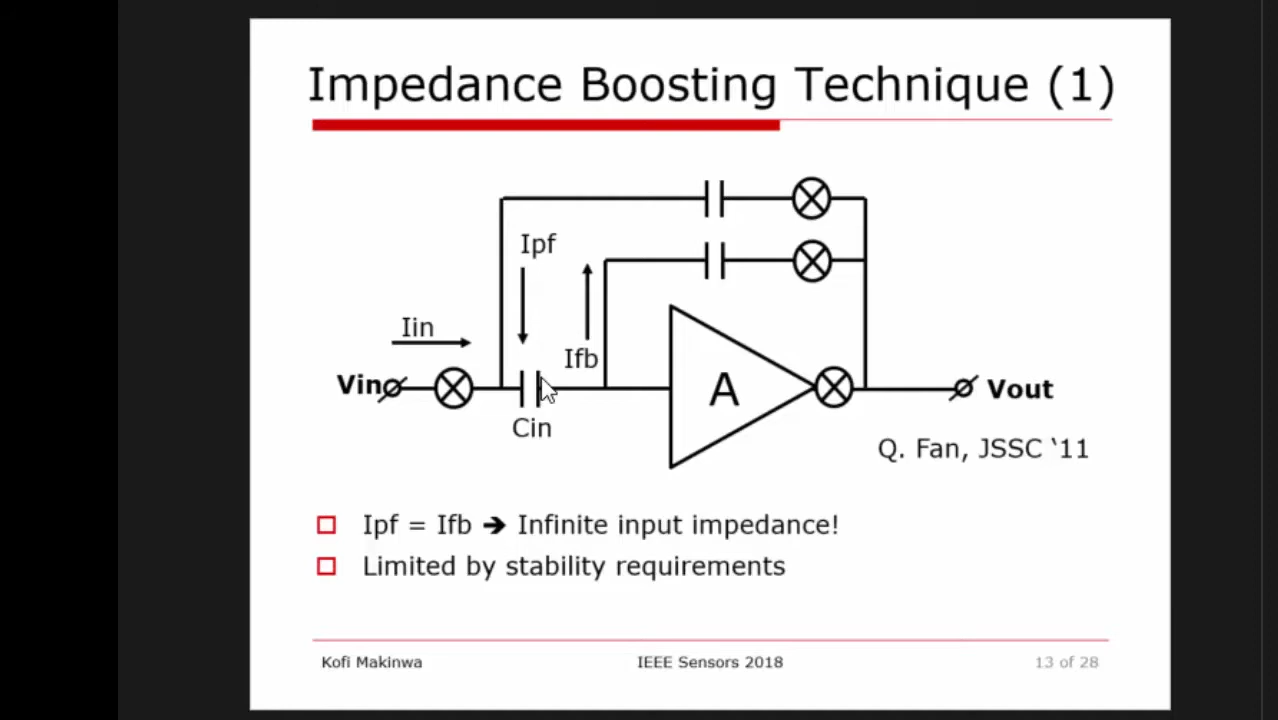 Impedance Boosting Technique (1)
Ipf
Iin
Ifb
Vin
A
Vout
Cin
Q. Fan, JSSC ‘11
Ipf = Ifb ➔ Infinite input impedance!
Limited by stability requirements
Kofi Makinwa
IEEE Sensors 2018
13 of 28